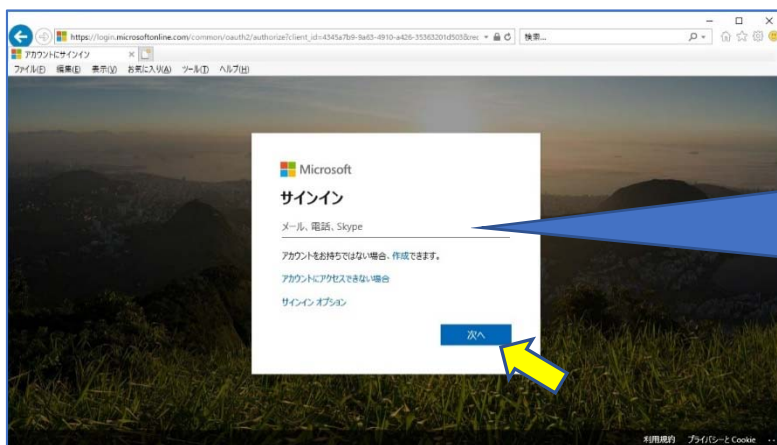 https://login.microsoftonline.com/common/oauth2/authorize?client_id=4345a7b9-9a63-4910-a426-35363201d503&rec
検索...
アカウントにサインイン
ファイル(F) 編集(E) 表示(V) お気に入り(A) ツール(T) ヘルプ(H)
Microsoft
サインイン
メール、電話、Skype
アカウントをお持ちではない場合、作成できます。
アカウントにアクセスできない場合
サインイン オプション
次へ
利用規約 プライバシーと Cookie